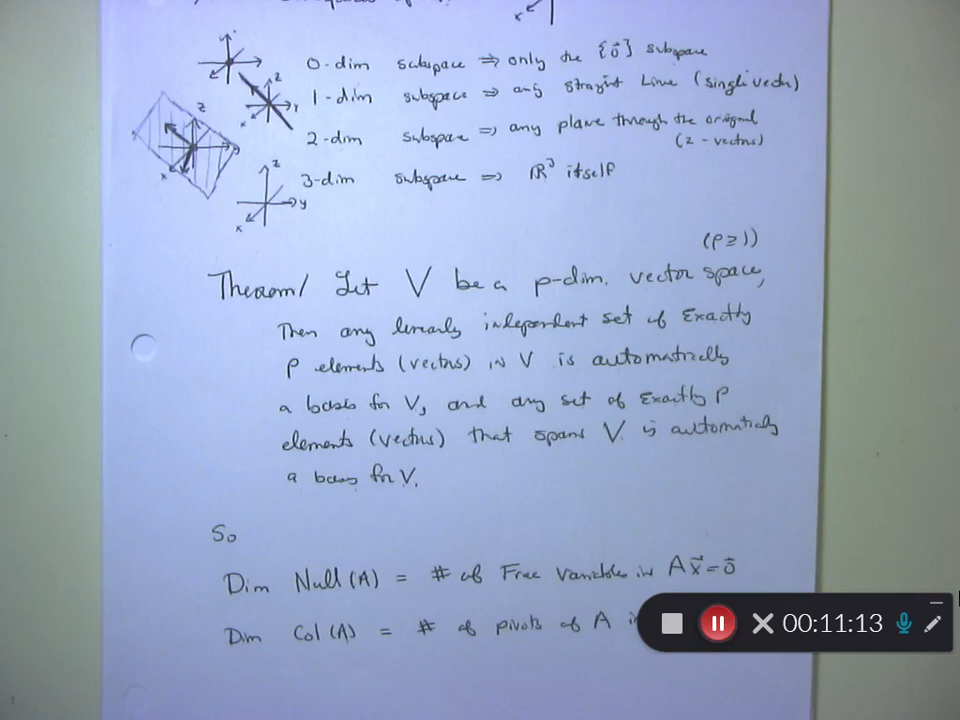 0-dim subspace ⇒ only the {0⃗} subspace
z
1-dim subspace ⇒ any straight Line (single vector)
y
x
z
2-dim subspace ⇒ any plane through the original
(2-vectors)
y
x
z
3-dim subspace ⇒ ℝ³ itself
y
x
(p ≥ 1)
Theorem/ Let V be a p-dim. vector space,
Then any linearly independent set of Exactly
p elements (vectors) in V is automatically
a basis for V, and any set of Exactly p
elements (vectors) that spans V is automatically
a basis for V.
So
Dim Null(A) = # of Free Variables in Ax⃗=0⃗
Dim Col(A) = # of pivots of A
00:11:13